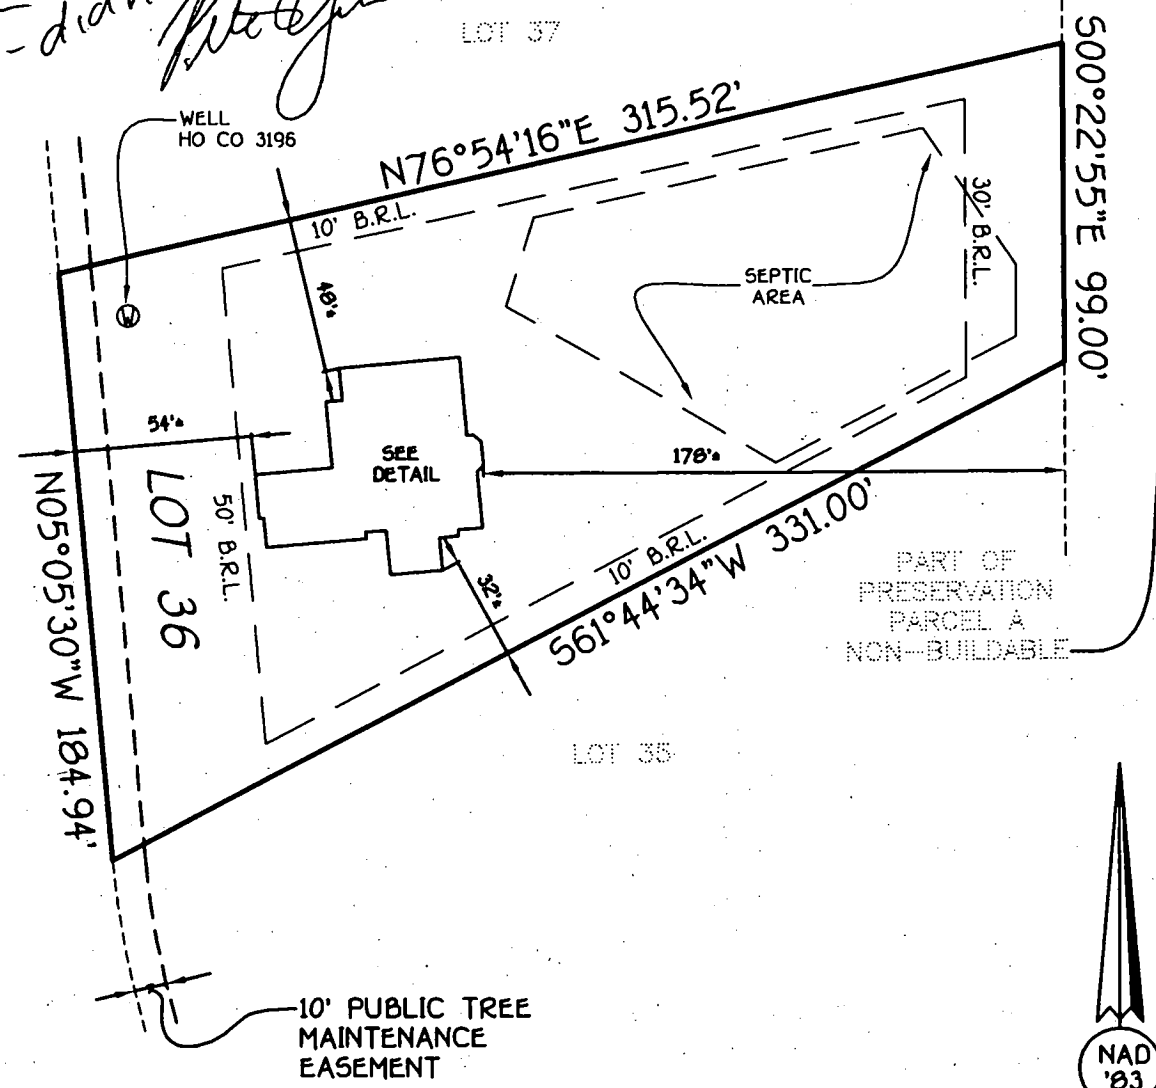 LOT 37
WELL
HO CO 3196
N76°54'16"E 315.52'
S00°22'55"E 99.00'
10' B.R.L.
30' B.R.L.
48'±
SEPTIC
AREA
54'±
SEE
DETAIL
178'±
LOT 36
50' B.R.L.
N05°05'30"W 184.94'
32'±
10' B.R.L.
S61°44'34"W 331.00'
PART OF
PRESERVATION
PARCEL A
NON-BUILDABLE
LOT 35
10' PUBLIC TREE
MAINTENANCE
EASEMENT
NAD
'83
W